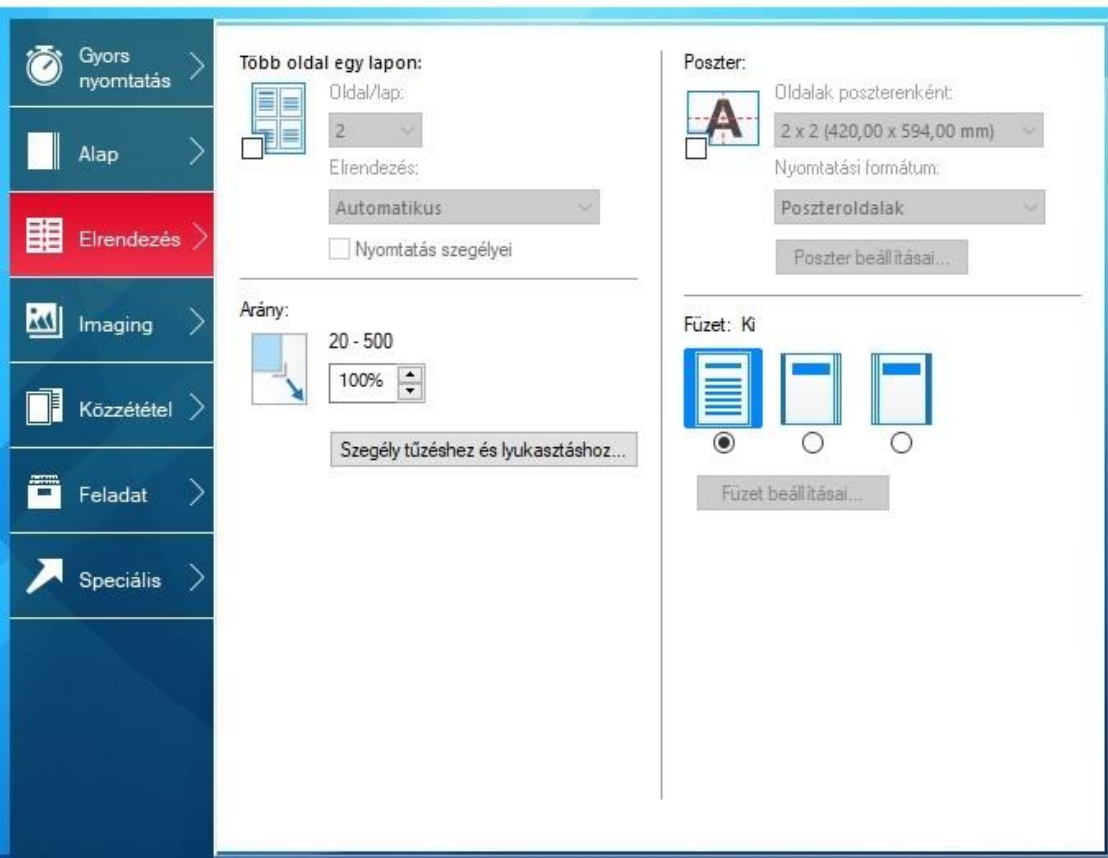 Gyors
nyomtatás
Alap
Elrendezés
Imaging
Közzététel
Feladat
Speciális
Több oldal egy lapon:
Oldal/lap:
2
Elrendezés:
Automatikus
Nyomtatás szegélyei
Arány:
20 - 500
100%
Szegély tűzéshez és lyukasztáshoz...
Poszter:
A
Oldalak poszterenként:
2 x 2 (420,00 x 594,00 mm)
Nyomtatási formátum:
Poszteroldalak
Poszter beállításai...
Füzet: Ki
Füzet beállításai...